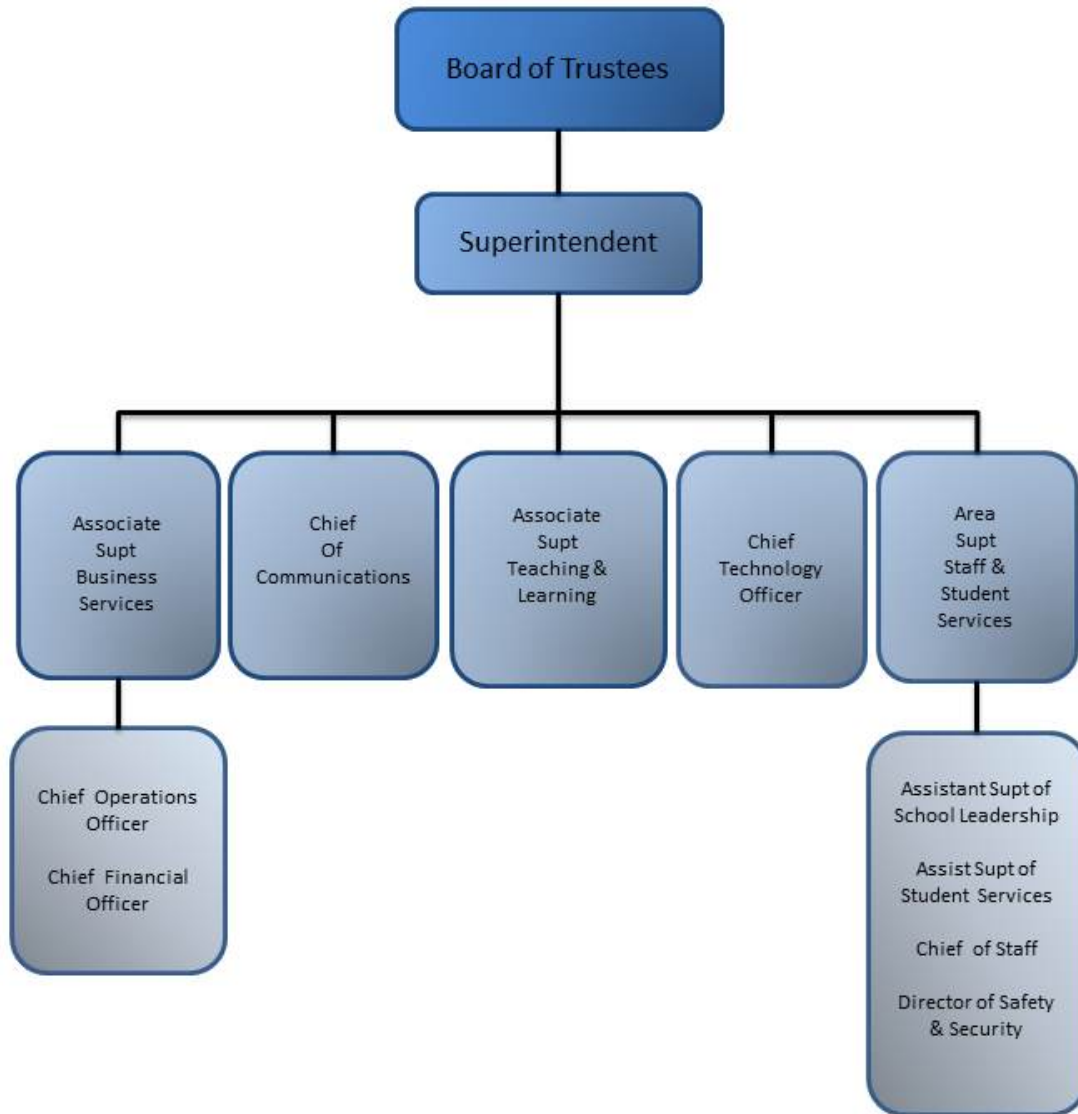 Board of Trustees
Superintendent
Associate
Supt
Business
Services
Chief
Of
Communications
Associate
Supt
Teaching &
Learning
Chief
Technology
Officer
Area
Supt
Staff &
Student
Services
Chief Operations
Officer
Chief Financial
Officer
Assistant Supt of
School Leadership
Assist Supt of
Student Services
Chief of Staff
Director of Safety
& Security